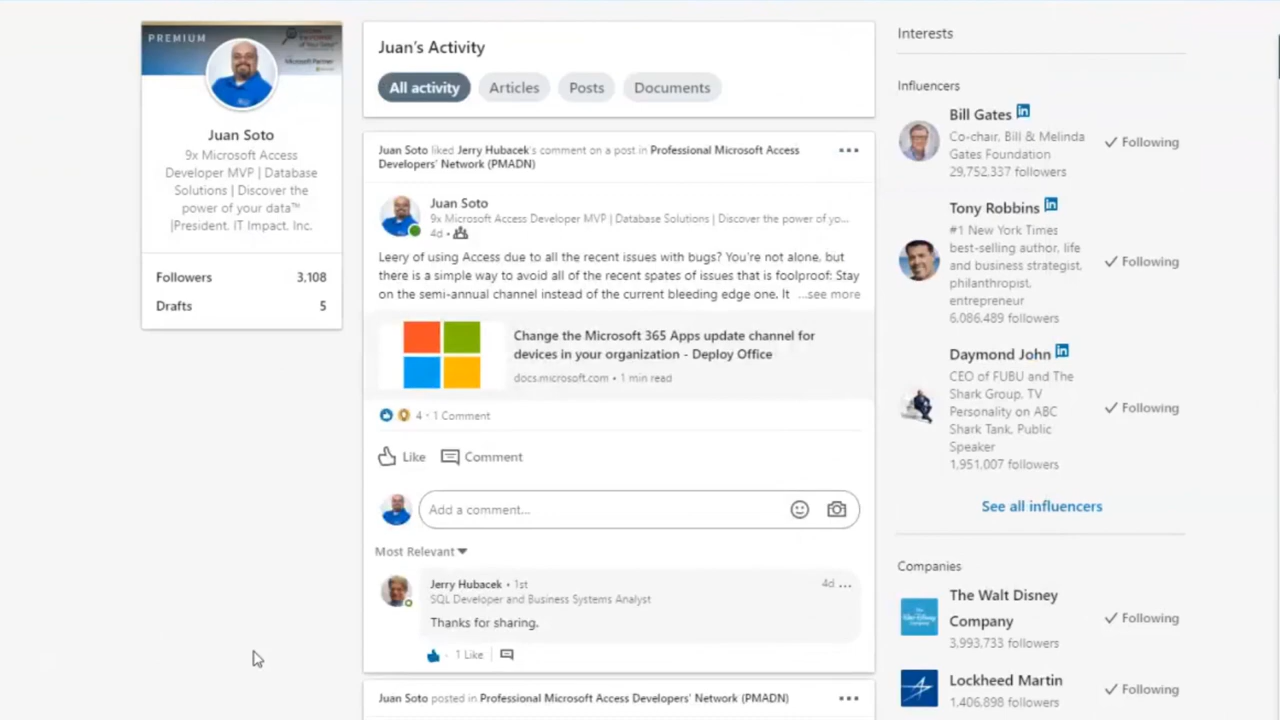 PREMIUM
Microsoft Partner
Juan Soto
9x Microsoft Access
Developer MVP | Database
Solutions | Discover the
power of your data™
|President, IT Impact, Inc.
Followers 3,108
Drafts 5
Juan's Activity
All activity Articles Posts Documents
Juan Soto liked Jerry Hubacek's comment on a post in Professional Microsoft Access
Developers' Network (PMADN)
Juan Soto
9x Microsoft Access Developer MVP | Database Solutions | Discover the power of yo...
4d •
Leery of using Access due to all the recent issues with bugs? You're not alone, but
there is a simple way to avoid all of the recent spates of issues that is foolproof: Stay
on the semi-annual channel instead of the current bleeding edge one. It ...see more
Change the Microsoft 365 Apps update channel for
devices in your organization - Deploy Office
docs.microsoft.com • 1 min read
4 · 1 Comment
Like Comment
Add a comment...
Most Relevant
Jerry Hubacek • 1st 4d ...
SQL Developer and Business Systems Analyst
Thanks for sharing.
1 Like
Juan Soto posted in Professional Microsoft Access Developers' Network (PMADN)
Interests
Influencers
Bill Gates in
Co-chair, Bill & Melinda
Gates Foundation
29,752,337 followers
Following
Tony Robbins in
#1 New York Times
best-selling author, life
and business strategist,
philanthropist,
entrepreneur
6,086,489 followers
Following
Daymond John in
CEO of FUBU and The
Shark Group, TV
Personality on ABC
Shark Tank, Public
Speaker
1,951,007 followers
Following
See all influencers
Companies
The Walt Disney
Company
3,993,733 followers
Following
Lockheed Martin
1,406,898 followers
Following